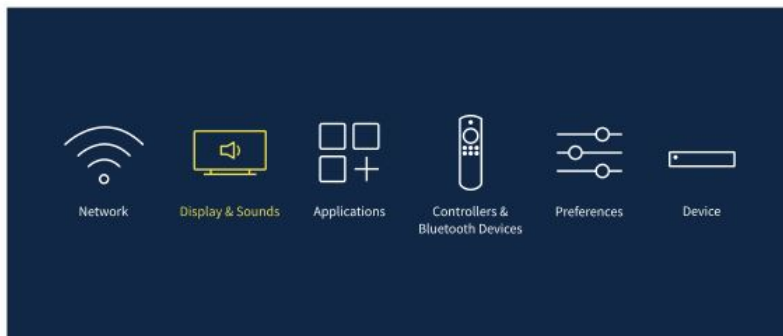 Network
Display & Sounds
Applications
Controllers &
Bluetooth Devices
Preferences
Device